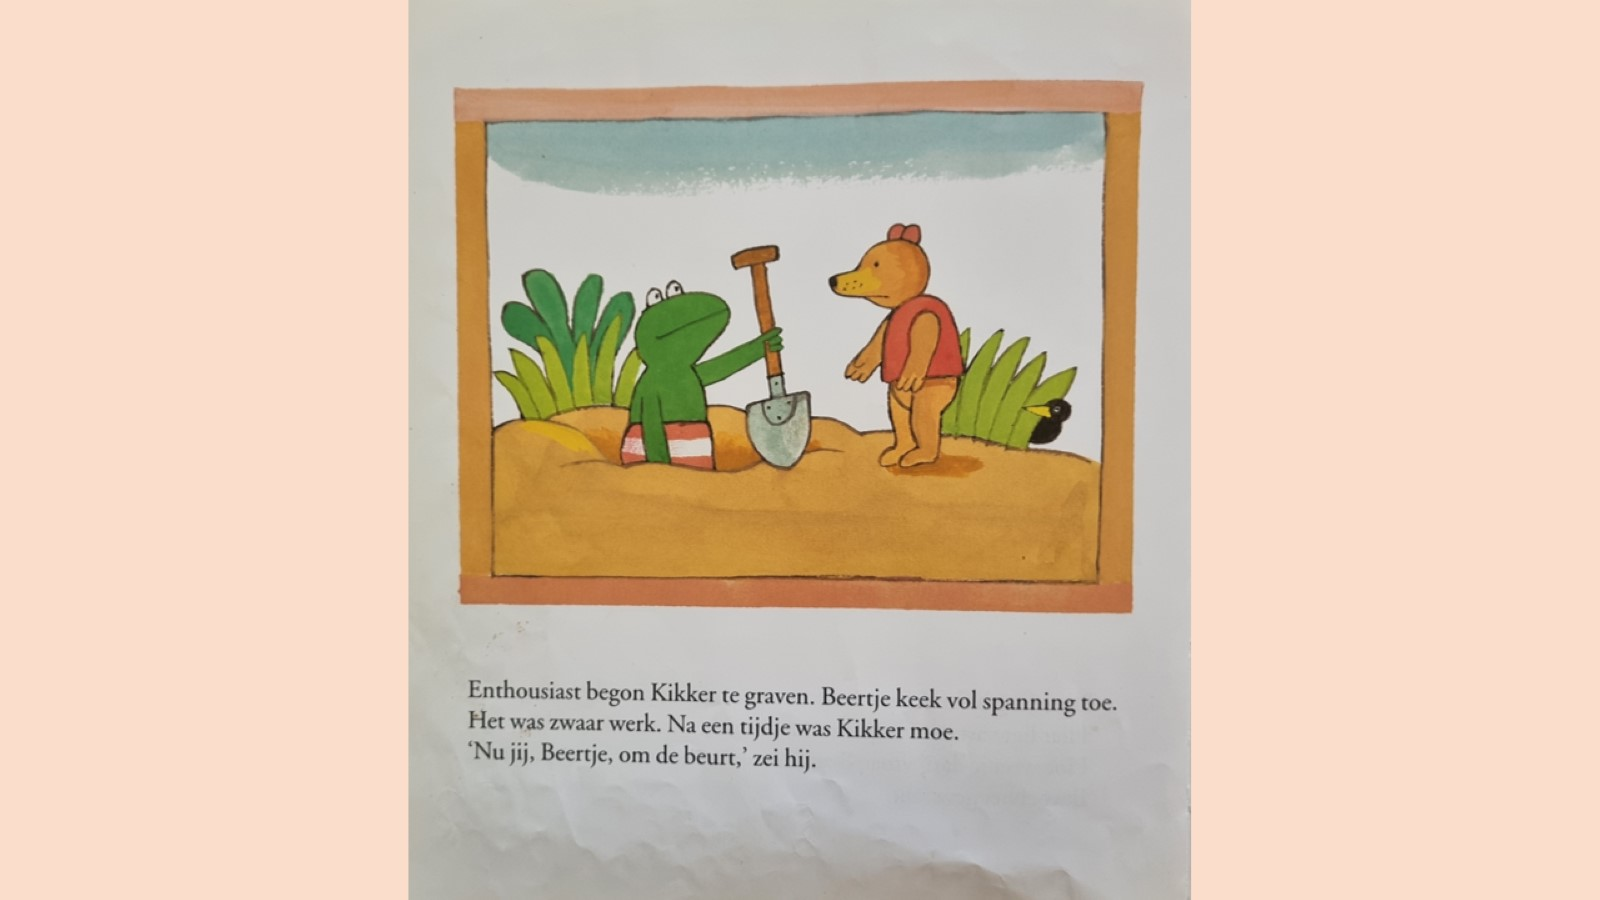 Enthousiast begon Kikker te graven. Beertje keek vol spanning toe.
Het was zwaar werk. Na een tijdje was Kikker moe.
‘Nu jij, Beertje, om de beurt,’ zei hij.